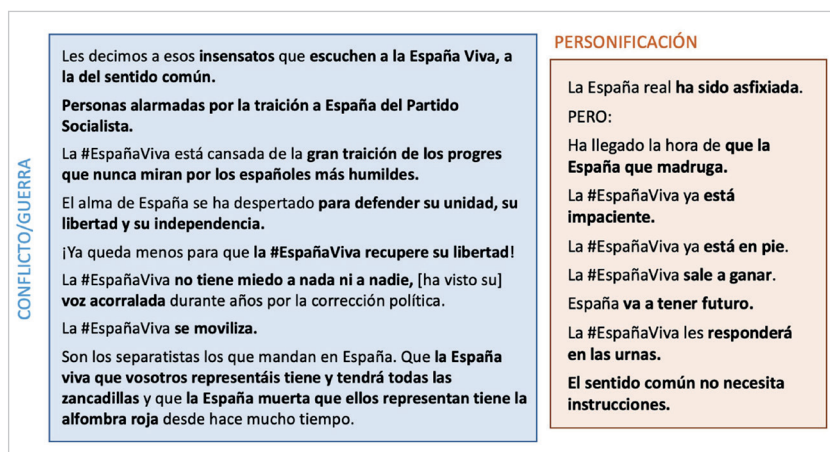 CONFLICTO/GUERRA
Les decimos a esos insensatos que escuchen a la España Viva, a
la del sentido común.
Personas alarmadas por la traición a España del Partido
Socialista.
La #EspañaViva está cansada de la gran traición de los progres
que nunca miran por los españoles más humildes.
El alma de España se ha despertado para defender su unidad, su
libertad y su independencia.
¡Ya queda menos para que la #EspañaViva recupere su libertad!
La #EspañaViva no tiene miedo a nada ni a nadie, [ha visto su]
voz acorralada durante años por la corrección política.
La #EspañaViva se moviliza.
Son los separatistas los que mandan en España. Que la España
viva que vosotros representáis tiene y tendrá todas las
zancadillas y que la España muerta que ellos representan tiene la
alfombra roja desde hace mucho tiempo.
PERSONIFICACIÓN
La España real ha sido asfixiada.
PERO:
Ha llegado la hora de que la
España que madruga.
La #EspañaViva ya está
impaciente.
La #EspañaViva ya está en pie.
La #EspañaViva sale a ganar.
España va a tener futuro.
La #EspañaViva les responderá
en las urnas.
El sentido común no necesita
instrucciones.